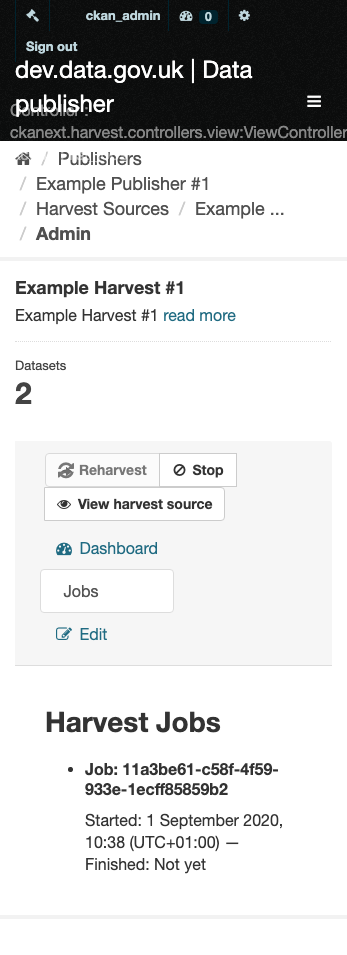 ckan_admin 0
Sign out
dev.data.gov.uk | Data
publisher
Controller :
ckanext.harvest.controllers.view:ViewController
/ Publishers
/ Example Publisher #1
/ Harvest Sources / Example ...
/ Admin
Example Harvest #1
Example Harvest #1 read more
Datasets
2
Reharvest Stop
View harvest source
Dashboard
Jobs
Edit
Harvest Jobs
• Job: 11a3be61-c58f-4f59-
933e-1ecff85859b2
Started: 1 September 2020,
10:38 (UTC+01:00) —
Finished: Not yet